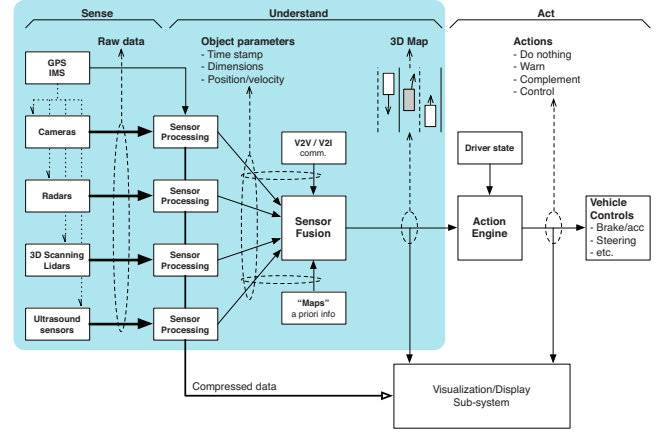 Sense
Understand
Act
Raw data
Object parameters
- Time stamp
- Dimensions
- Position/velocity
3D Map
Actions
- Do nothing
- Warn
- Complement
- Control
GPS
IMS
Cameras
Sensor
Processing
V2V / V2I
comm.
Driver state
Radars
Sensor
Processing
Sensor
Fusion
Action
Engine
Vehicle
Controls
- Brake/acc
- Steering
- etc.
3D Scanning
Lidars
Sensor
Processing
"Maps"
a priori info
Ultrasound
sensors
Sensor
Processing
Compressed data
Visualization/Display
Sub-system